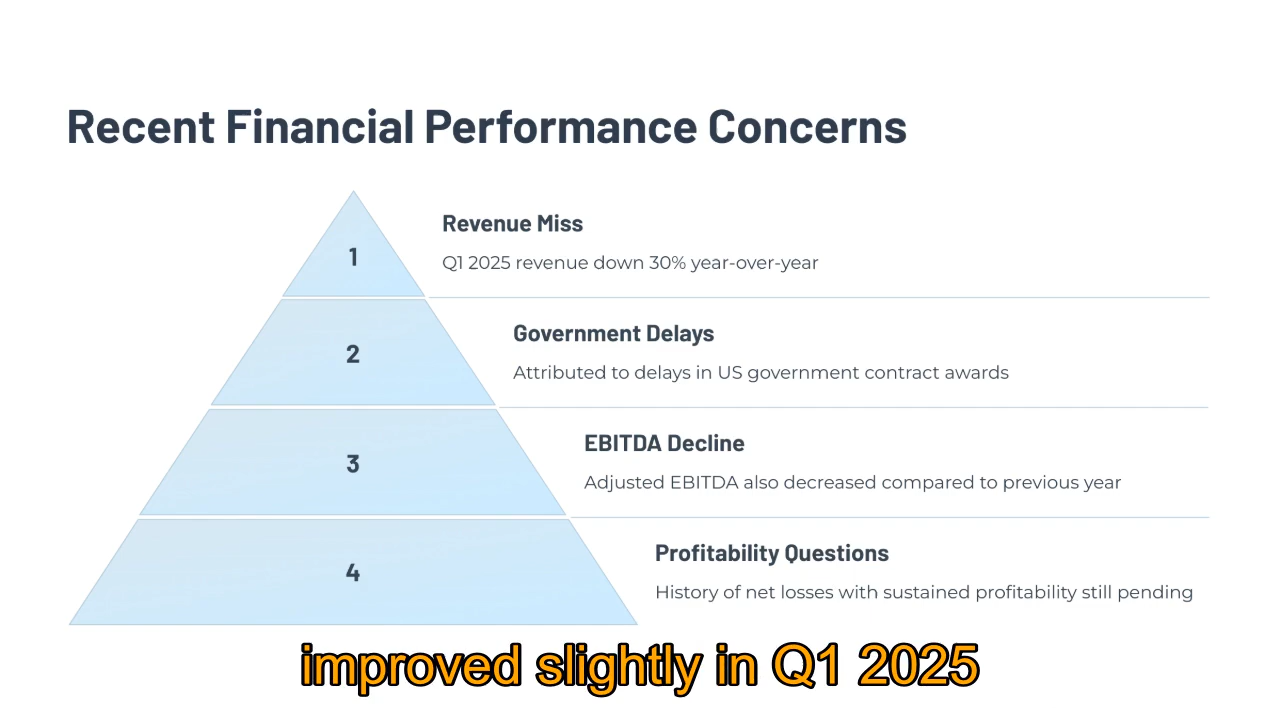 Recent Financial Performance Concerns
1
Revenue Miss
Q1 2025 revenue down 30% year-over-year
2
Government Delays
Attributed to delays in US government contract awards
3
EBITDA Decline
Adjusted EBITDA also decreased compared to previous year
4
Profitability Questions
History of net losses with sustained profitability still pending
improved slightly in Q1 2025